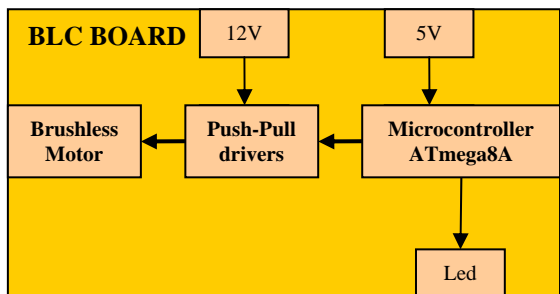 BLC BOARD
12V
5V
Brushless
Motor
Push-Pull
drivers
Microcontroller
ATmega8A
Led